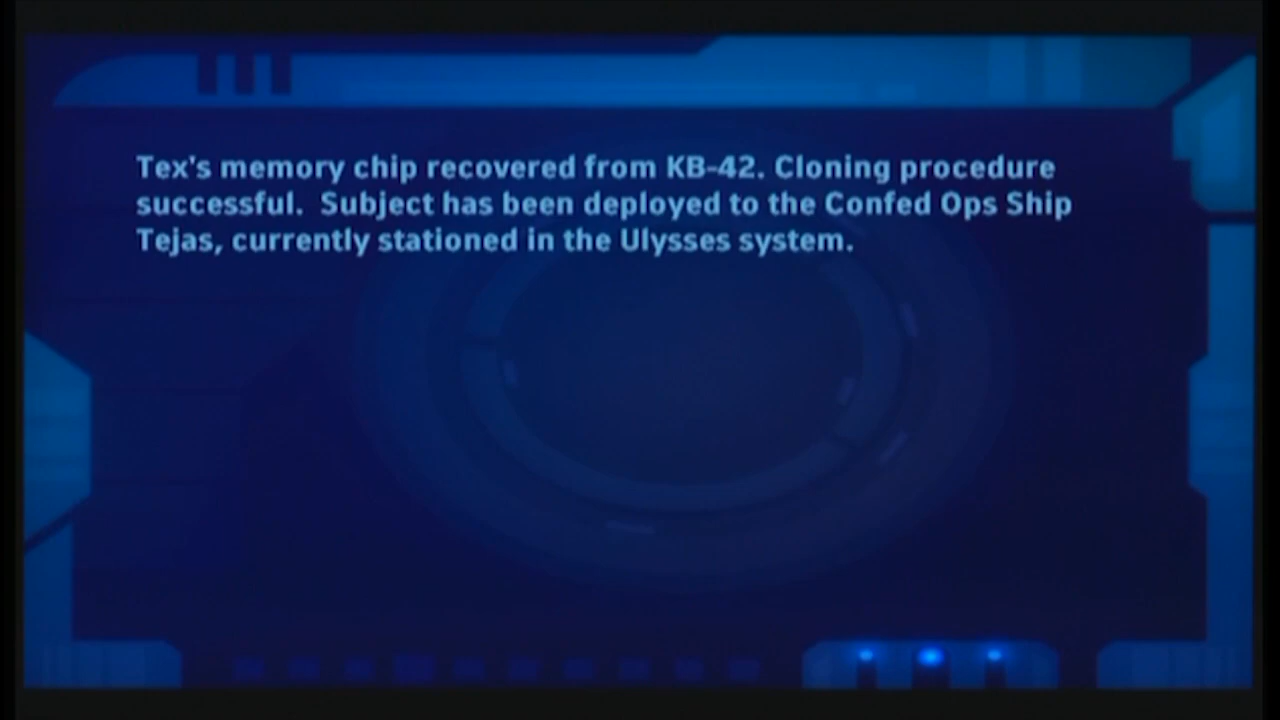 Tex's memory chip recovered from KB-42. Cloning procedure
successful.  Subject has been deployed to the Confed Ops Ship
Tejas, currently stationed in the Ulysses system.